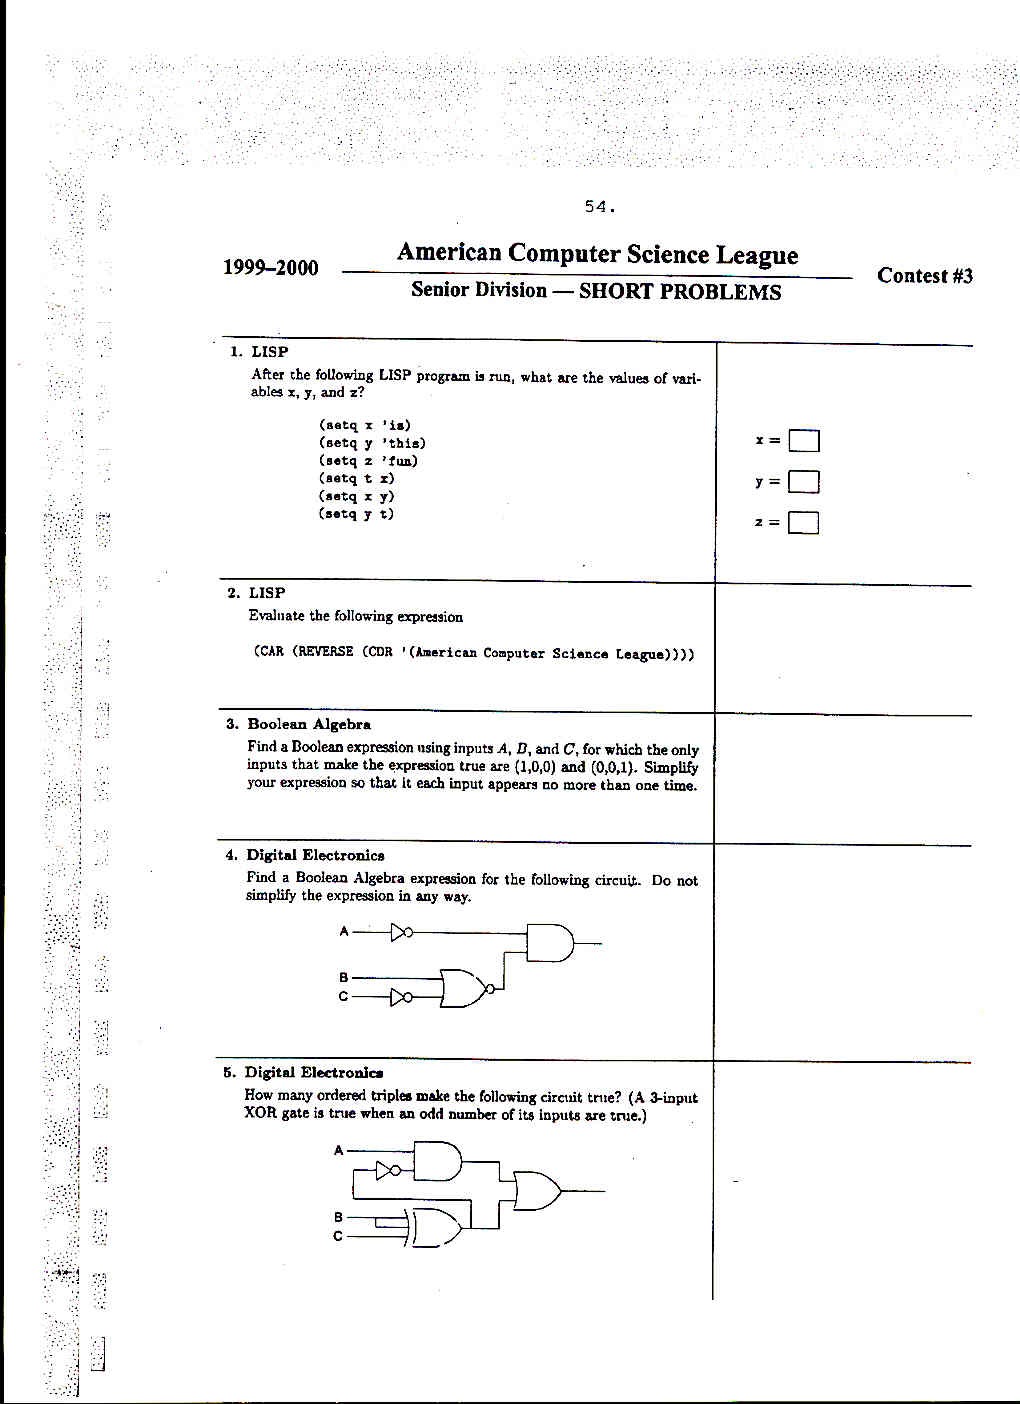 54.
American Computer Science League
1999–2000
Contest #3
Senior Division — SHORT PROBLEMS
1. LISP
After the following LISP program is run, what are the values of vari-
ables x, y, and z?
(setq x 'is)
(setq y 'this)
(setq z 'fun)
(setq t x)
(setq x y)
(setq y t)
x =
y =
z =
2. LISP
Evaluate the following expression
(CAR (REVERSE (CDR '(American Computer Science League))))
3. Boolean Algebra
Find a Boolean expression using inputs A, B, and C, for which the only
inputs that make the expression true are (1,0,0) and (0,0,1). Simplify
your expression so that it each input appears no more than one time.
4. Digital Electronics
Find a Boolean Algebra expression for the following circuit. Do not
simplify the expression in any way.
A
B
C
5. Digital Electronics
How many ordered triples make the following circuit true? (A 3-input
XOR gate is true when an odd number of its inputs are true.)
A
B
C